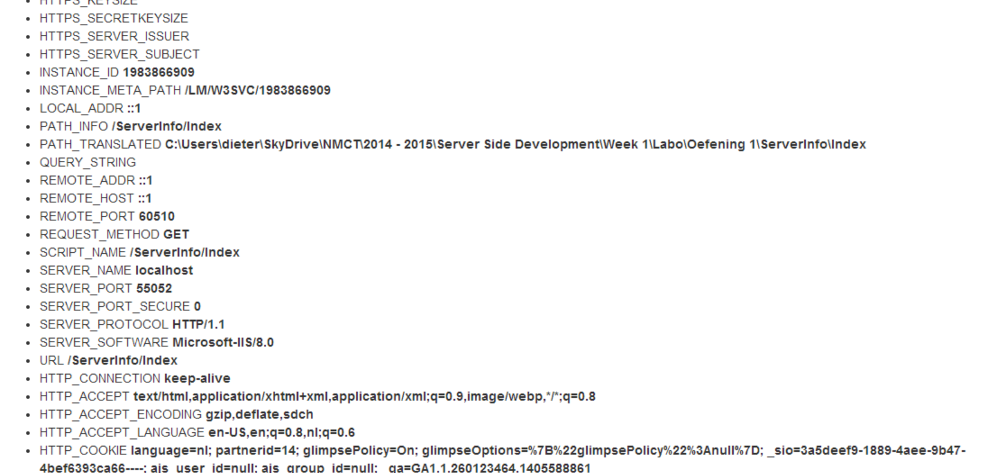 HTTPS_KEYSIZE
HTTPS_SECRETKEYSIZE
HTTPS_SERVER_ISSUER
HTTPS_SERVER_SUBJECT
INSTANCE_ID 1983866909
INSTANCE_META_PATH /LM/W3SVC/1983866909
LOCAL_ADDR ::1
PATH_INFO /ServerInfo/Index
PATH_TRANSLATED C:\Users\dieter\SkyDrive\NMCT\2014 - 2015\Server Side Development\Week 1\Labo\Oefening 1\ServerInfo\Index
QUERY_STRING
REMOTE_ADDR ::1
REMOTE_HOST ::1
REMOTE_PORT 60510
REQUEST_METHOD GET
SCRIPT_NAME /ServerInfo/Index
SERVER_NAME localhost
SERVER_PORT 55052
SERVER_PORT_SECURE 0
SERVER_PROTOCOL HTTP/1.1
SERVER_SOFTWARE Microsoft-IIS/8.0
URL /ServerInfo/Index
HTTP_CONNECTION keep-alive
HTTP_ACCEPT text/html,application/xhtml+xml,application/xml;q=0.9,image/webp,*/*;q=0.8
HTTP_ACCEPT_ENCODING gzip,deflate,sdch
HTTP_ACCEPT_LANGUAGE en-US,en;q=0.8,nl;q=0.6
HTTP_COOKIE language=nl; partnerid=14; glimpsePolicy=On; glimpseOptions=%7B%22glimpsePolicy%22%3Anull%7D; _sio=3a5deef9-1889-4aee-9b47-
4bef6393ca66----; ajs_user_id=null; ajs_group_id=null; _ga=GA1.1.260123464.1405588861